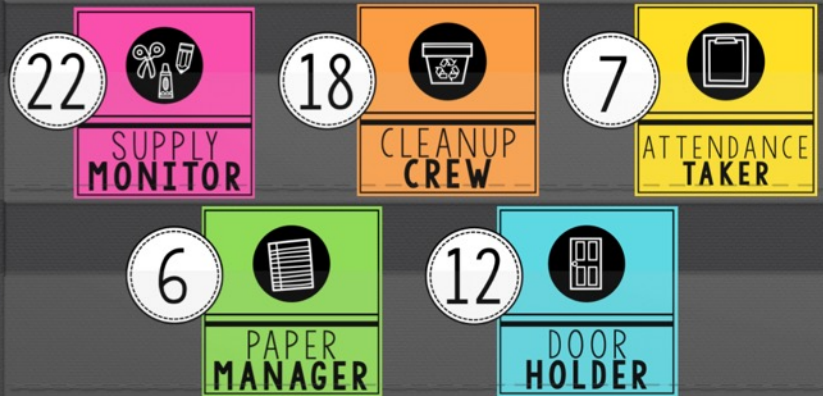 22
SUPPLY
MONITOR
18
CLEANUP
CREW
7
ATTENDANCE
TAKER
6
PAPER
MANAGER
12
DOOR
HOLDER